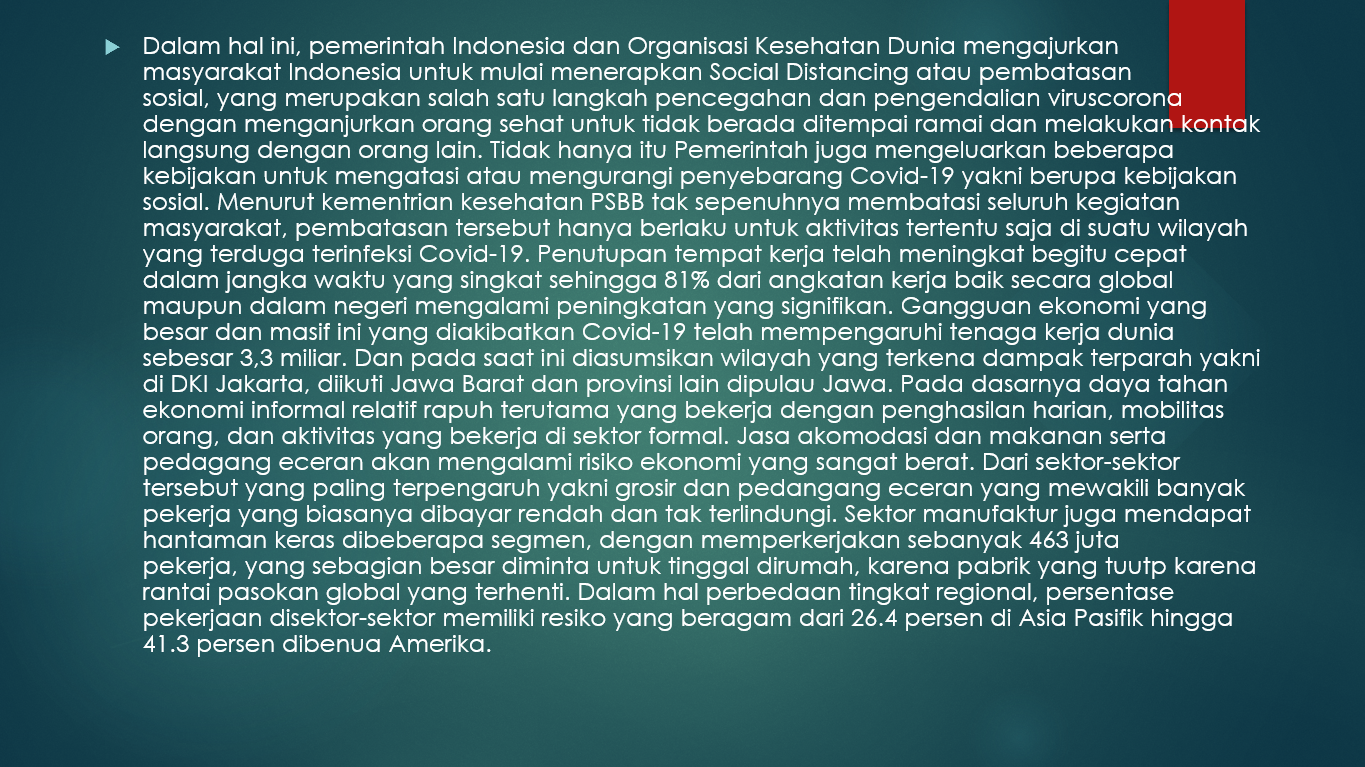 Dalam hal ini, pemerintah Indonesia dan Organisasi Kesehatan Dunia mengajurkan
masyarakat Indonesia untuk mulai menerapkan Social Distancing atau pembatasan
sosial, yang merupakan salah satu langkah pencegahan dan pengendalian viruscorona
dengan menganjurkan orang sehat untuk tidak berada ditempai ramai dan melakukan kontak
langsung dengan orang lain. Tidak hanya itu Pemerintah juga mengeluarkan beberapa
kebijakan untuk mengatasi atau mengurangi penyebarang Covid-19 yakni berupa kebijakan
sosial. Menurut kementrian kesehatan PSBB tak sepenuhnya membatasi seluruh kegiatan
masyarakat, pembatasan tersebut hanya berlaku untuk aktivitas tertentu saja di suatu wilayah
yang terduga terinfeksi Covid-19. Penutupan tempat kerja telah meningkat begitu cepat
dalam jangka waktu yang singkat sehingga 81% dari angkatan kerja baik secara global
maupun dalam negeri mengalami peningkatan yang signifikan. Gangguan ekonomi yang
besar dan masif ini yang diakibatkan Covid-19 telah mempengaruhi tenaga kerja dunia
sebesar 3,3 miliar. Dan pada saat ini diasumsikan wilayah yang terkena dampak terparah yakni
di DKI Jakarta, diikuti Jawa Barat dan provinsi lain dipulau Jawa. Pada dasarnya daya tahan
ekonomi informal relatif rapuh terutama yang bekerja dengan penghasilan harian, mobilitas
orang, dan aktivitas yang bekerja di sektor formal. Jasa akomodasi dan makanan serta
pedagang eceran akan mengalami risiko ekonomi yang sangat berat. Dari sektor-sektor
tersebut yang paling terpengaruh yakni grosir dan pedangang eceran yang mewakili banyak
pekerja yang biasanya dibayar rendah dan tak terlindungi. Sektor manufaktur juga mendapat
hantaman keras dibeberapa segmen, dengan memperkerjakan sebanyak 463 juta
pekerja, yang sebagian besar diminta untuk tinggal dirumah, karena pabrik yang tuutp karena
rantai pasokan global yang terhenti. Dalam hal perbedaan tingkat regional, persentase
pekerjaan disektor-sektor memiliki resiko yang beragam dari 26.4 persen di Asia Pasifik hingga
41.3 persen dibenua Amerika.